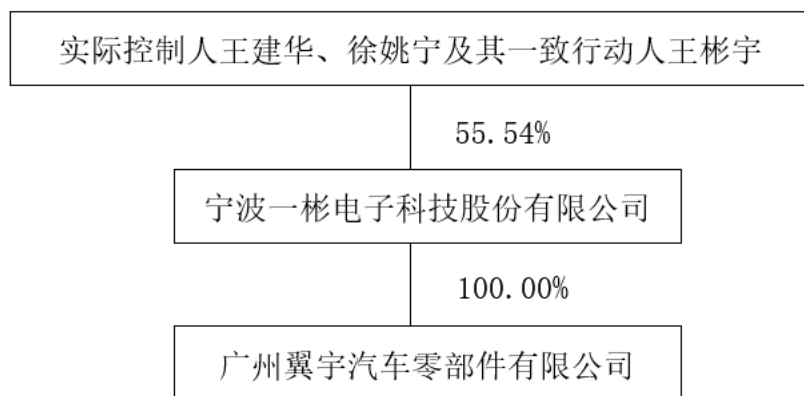 实际控制人王建华、徐姚宁及其一致行动人王彬宇
55.54%
宁波一彬电子科技股份有限公司
100.00%
广州翼宇汽车零部件有限公司